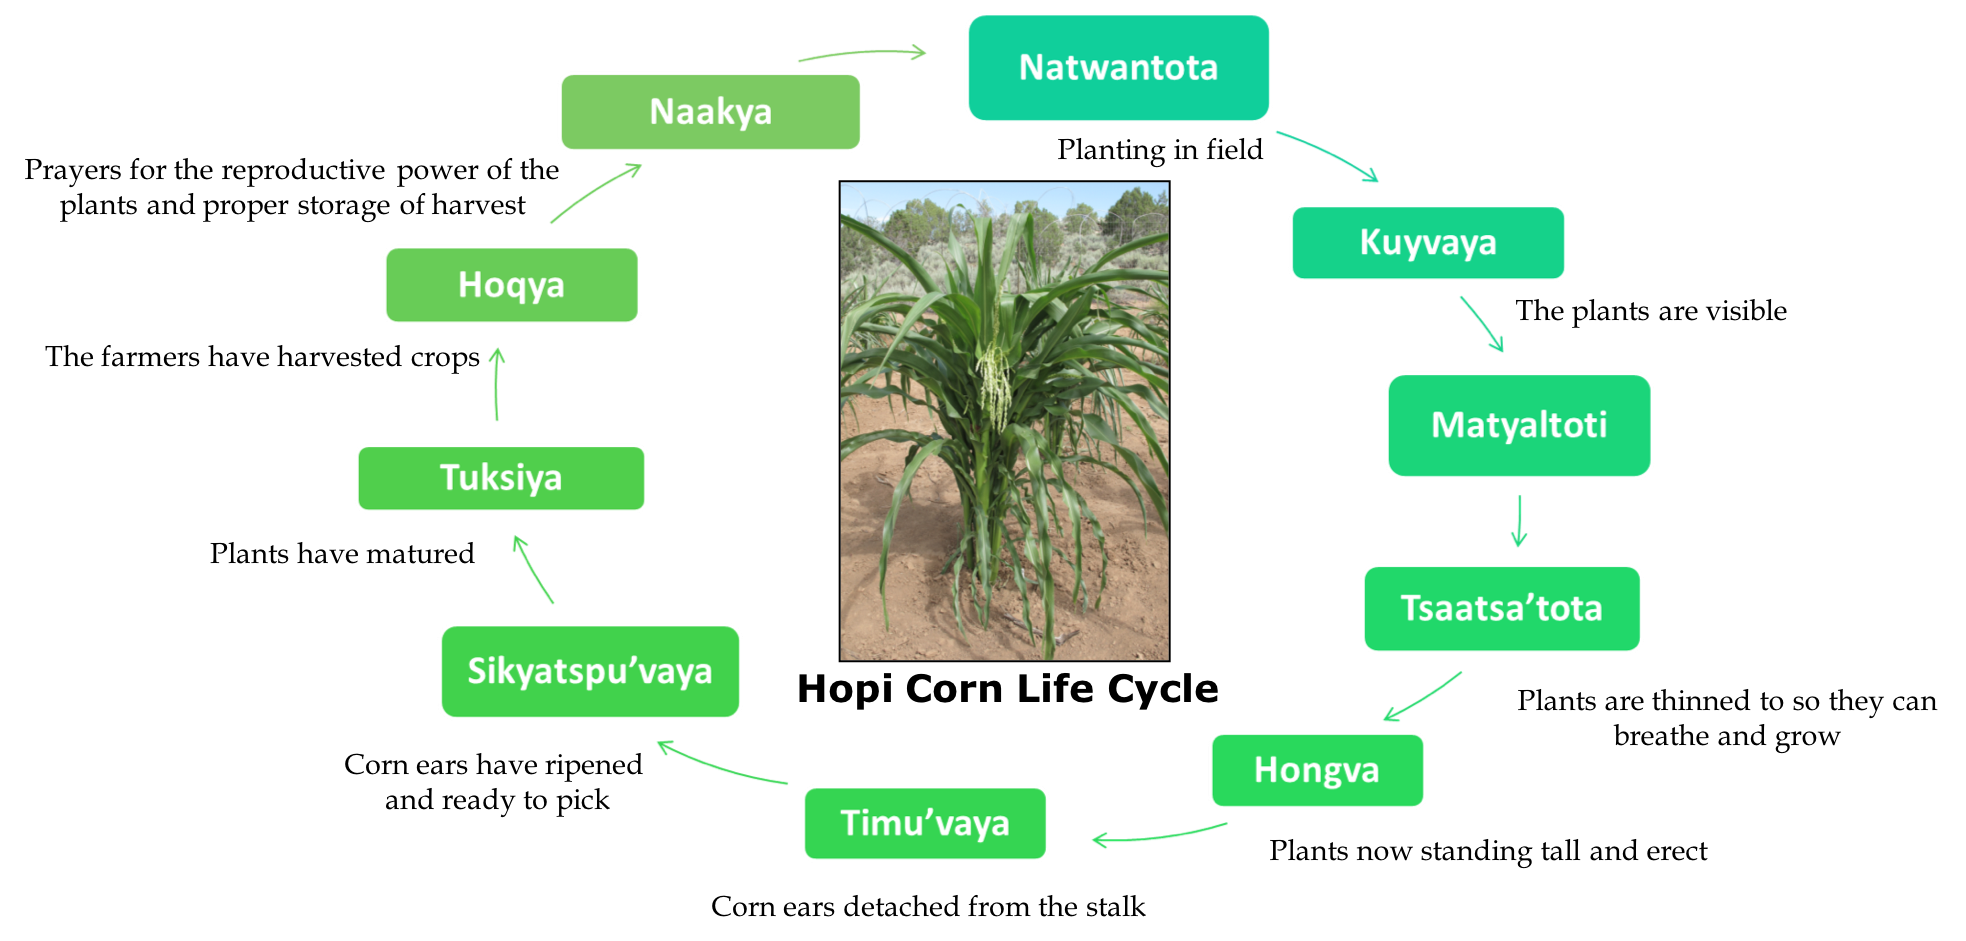 Natwantota
Planting in field
Kuyvaya
The plants are visible
Matyaltoti
Tsaatsa’tota
Plants are thinned to so they can
breathe and grow
Hongva
Plants now standing tall and erect
Timu’vaya
Corn ears detached from the stalk
Sikyatspu’vaya
Corn ears have ripened
and ready to pick
Tuksiya
Plants have matured
Hoqya
The farmers have harvested crops
Naakya
Prayers for the reproductive power of the
plants and proper storage of harvest
Hopi Corn Life Cycle